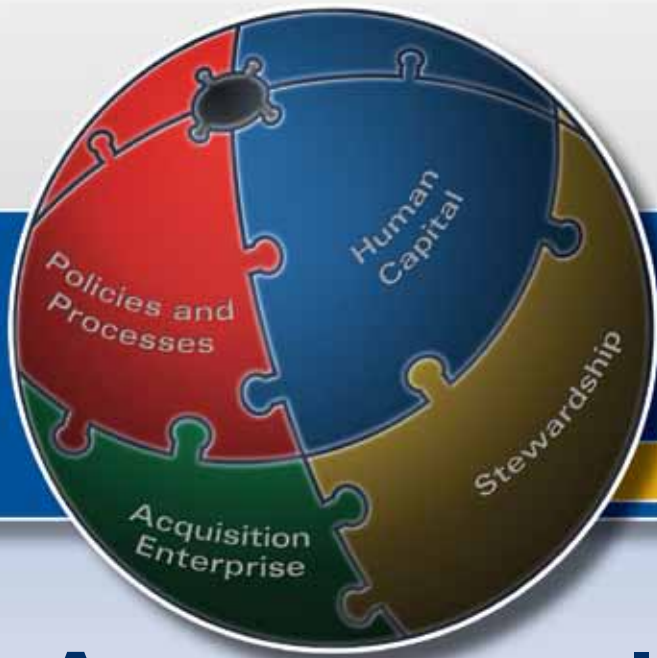 Policies and
Processes
Human
Capital
Stewardship
Acquisition
Enterprise